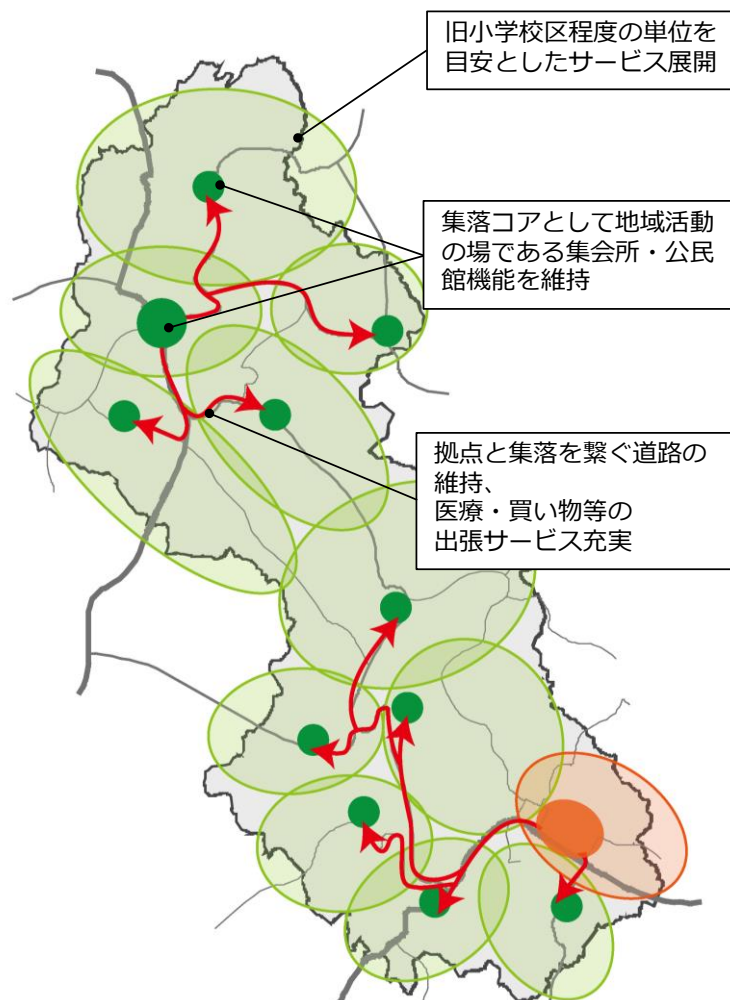 旧小学校区程度の単位を
目安としたサービス展開
集落コアとして地域活動
の場である集会所・公民
館機能を維持
拠点と集落を繋ぐ道路の
維持、
医療・買い物等の
出張サービス充実